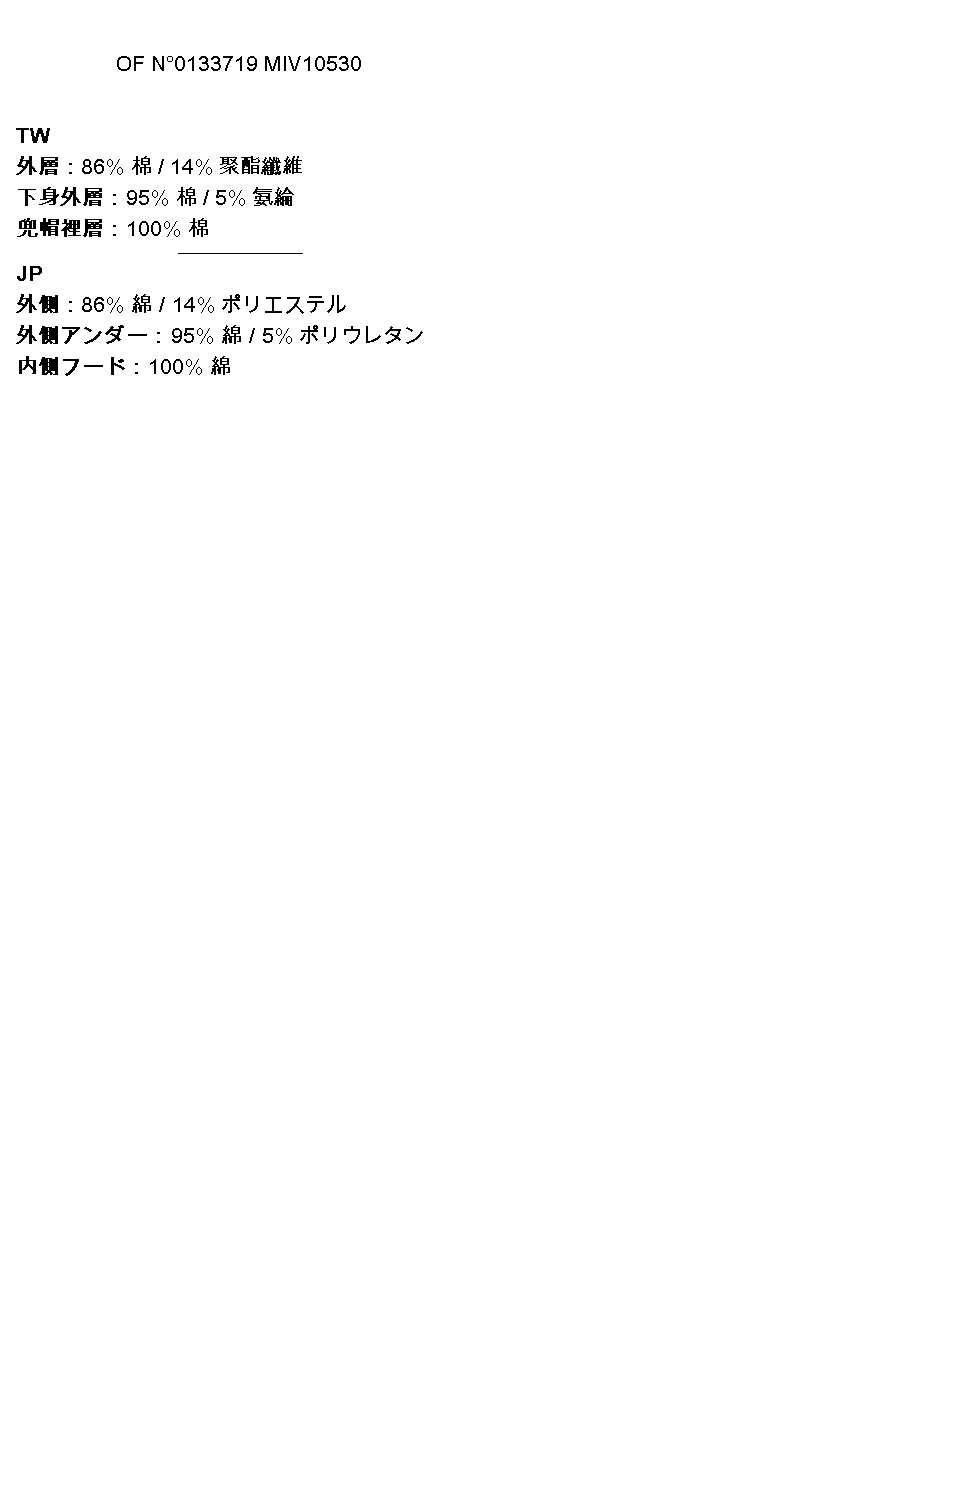 OF N°0133719 MIV10530
TW
外層 : 86% 棉 / 14% 聚酯纖維
下身外層 : 95% 棉 / 5% 氨綸
兜帽裡層 : 100% 棉
JP
外側 : 86% 綿 / 14% ポリエステル
外側アンダー : 95% 綿 / 5% ポリウレタン
内側フード : 100% 綿